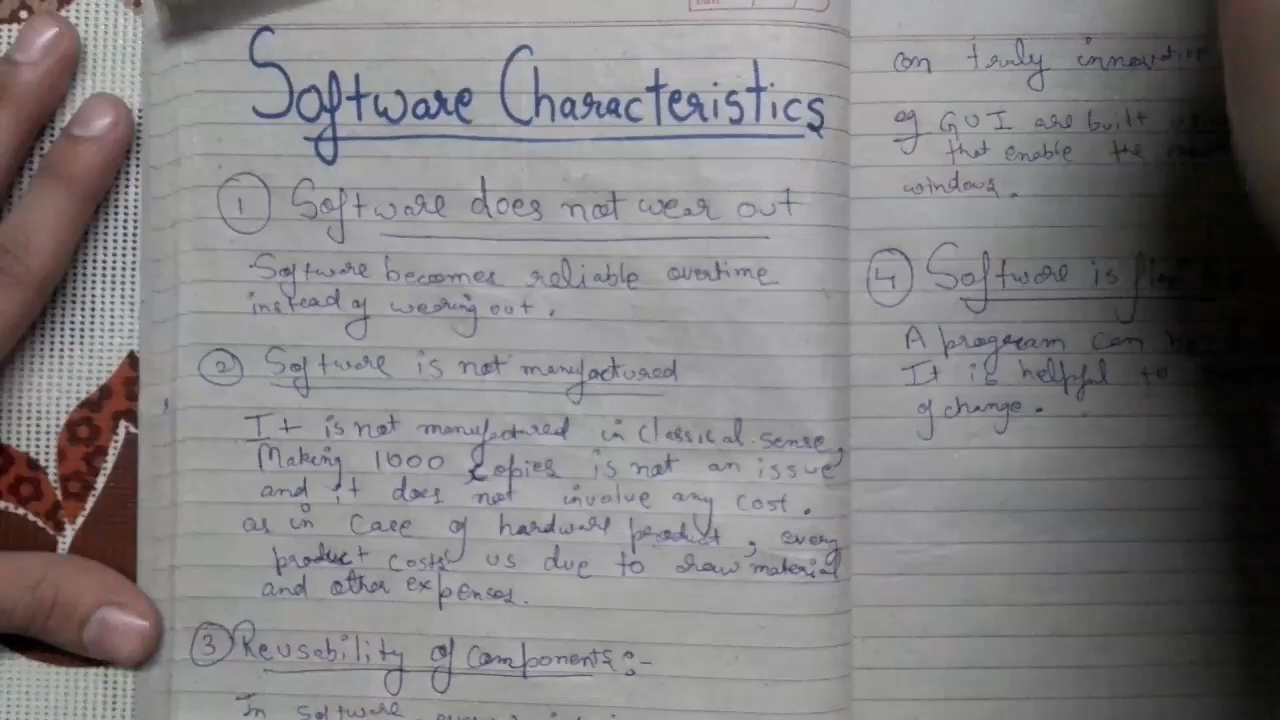 Software Characteristics
1 Software does not wear out
Software becomes reliable overtime
instead of wearing out.
2 Software is not manufactured
It is not manufactured in classical sense,
Making 1000 copies is not an issue
and it does not involve any cost.
as in case of hardware product, every
product costs us due to raw material
and other expenses.
3 Reusability of components:-
In software
on truly innovative
of GUI are built
that enable the
windows.
4 Software is
A program can
It is helpful to
of change.